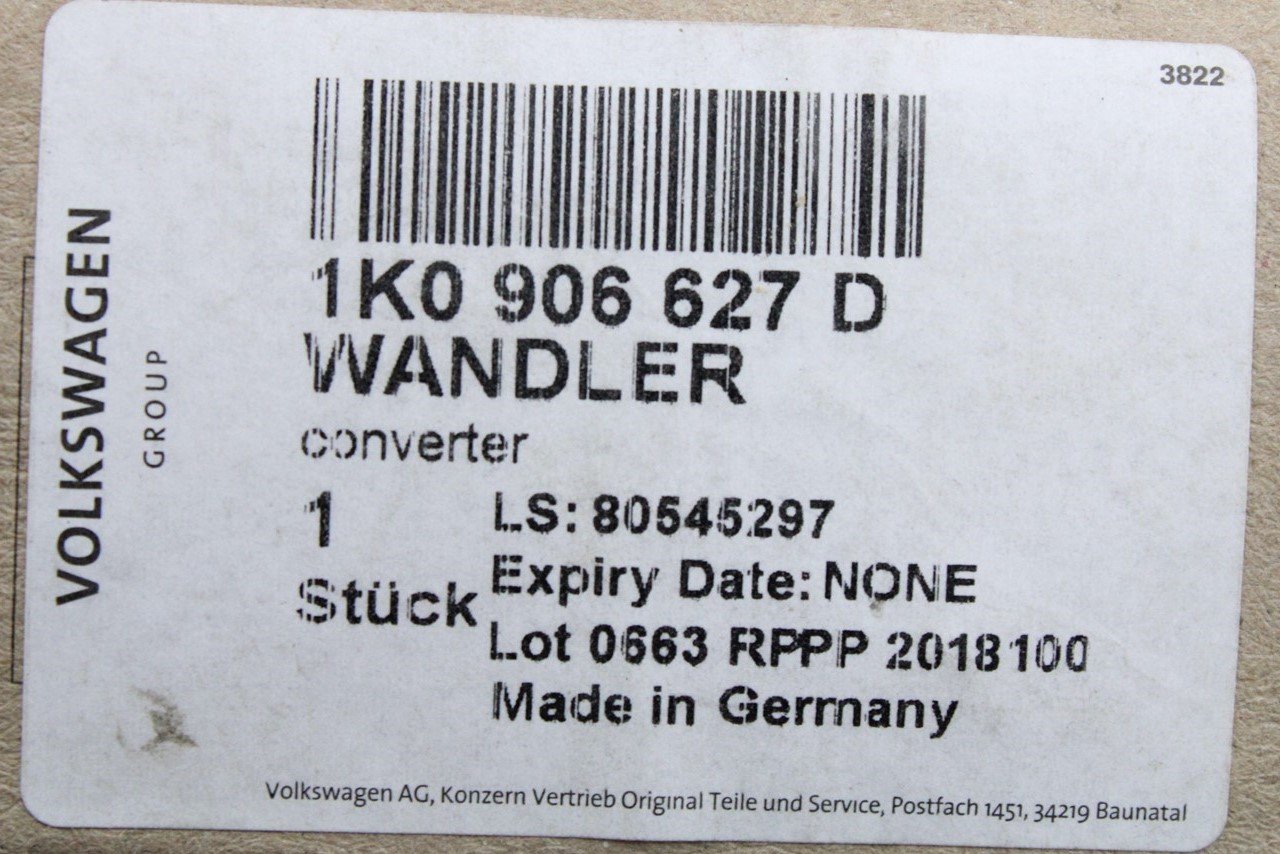 3822
VOLKSWAGEN
GROUP
1K0 906 627 D
WANDLER
converter
1
Stück
LS: 80545297
Expiry Date: NONE
Lot 0663 RPPP 2018100
Made in Germany
Volkswagen AG, Konzern Vertrieb Original Teile und Service, Postfach 1451, 34219 Baunatal